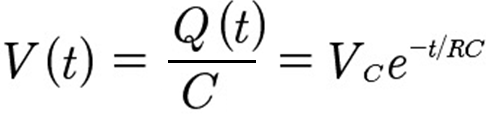 V(t) = Q(t)/C = V_C e^{-t/RC}